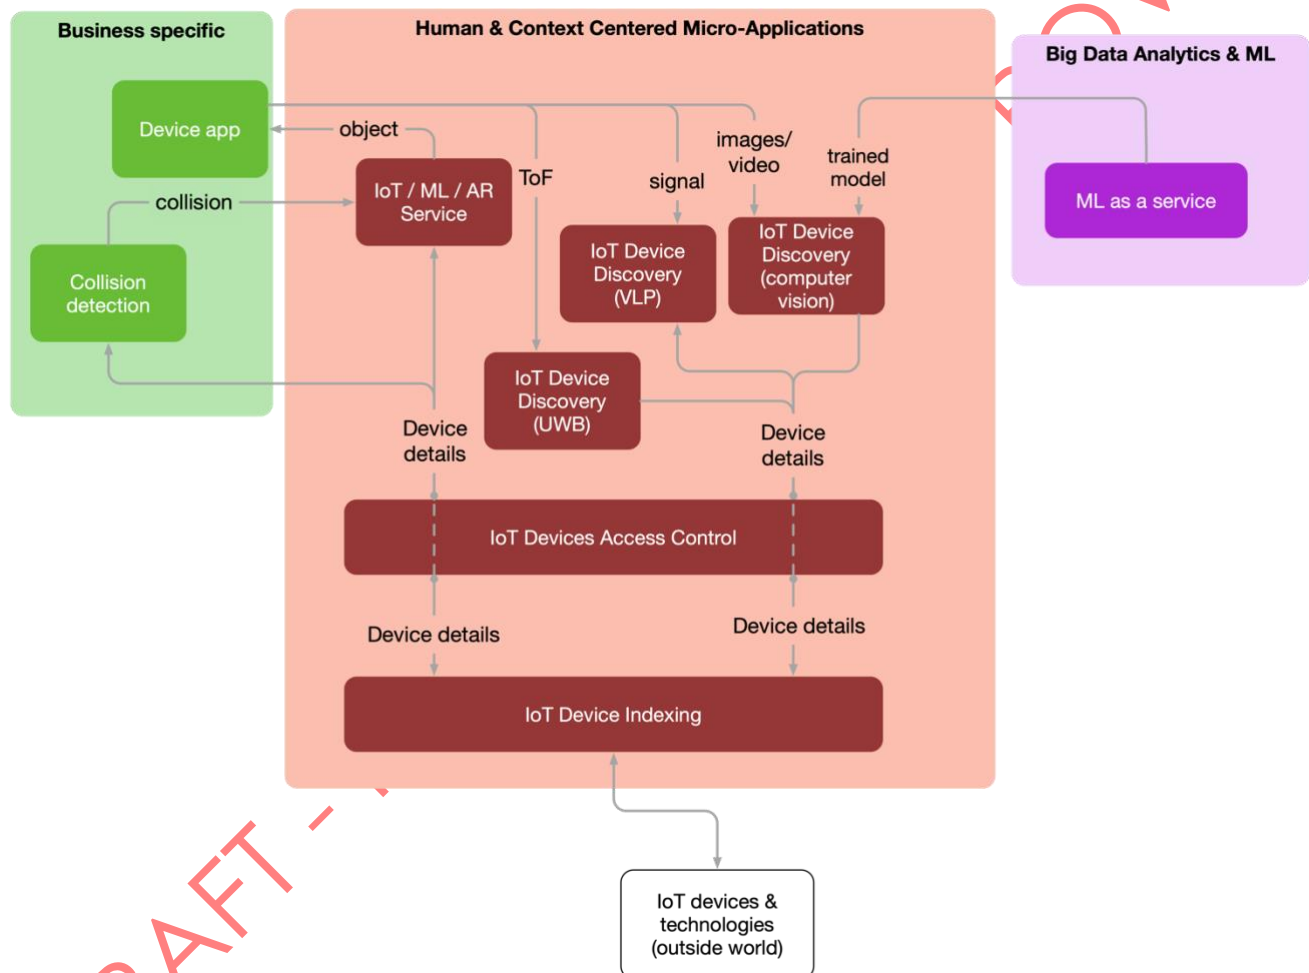 Business specific
Human & Context Centered Micro-Applications
Big Data Analytics & ML
Device app
object
images/
video
trained
model
ToF
signal
IoT / ML / AR
Service
ML as a service
collision
IoT Device
Discovery
(VLP)
IoT Device
Discovery
(computer
vision)
Collision
detection
IoT Device
Discovery
(UWB)
Device
details
Device
details
IoT Devices Access Control
Device details
Device details
IoT Device Indexing
IoT devices &
technologies
(outside world)
RAFT -